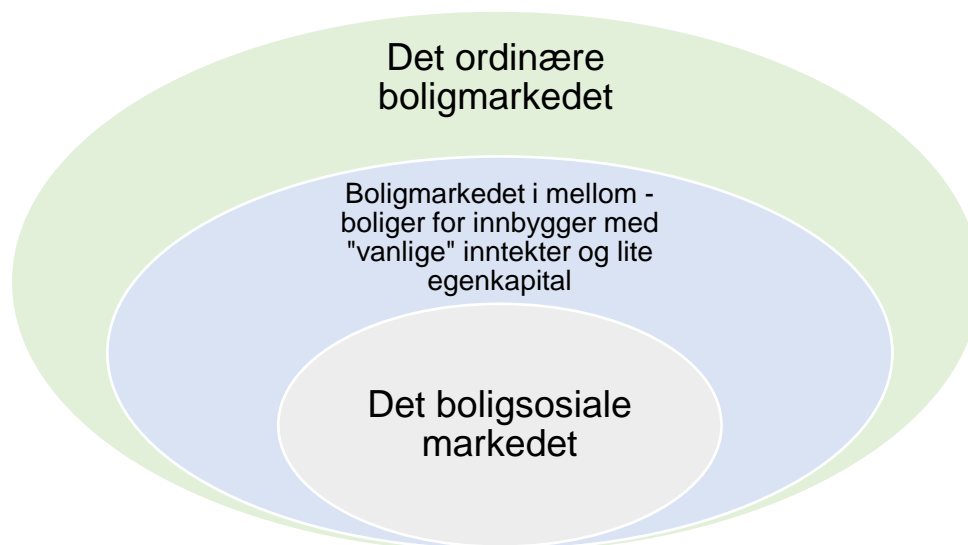 Det ordinære
boligmarkedet
Boligmarkedet i mellom -
boliger for innbygger med
"vanlige" inntekter og lite
egenkapital
Det boligsosiale
markedet